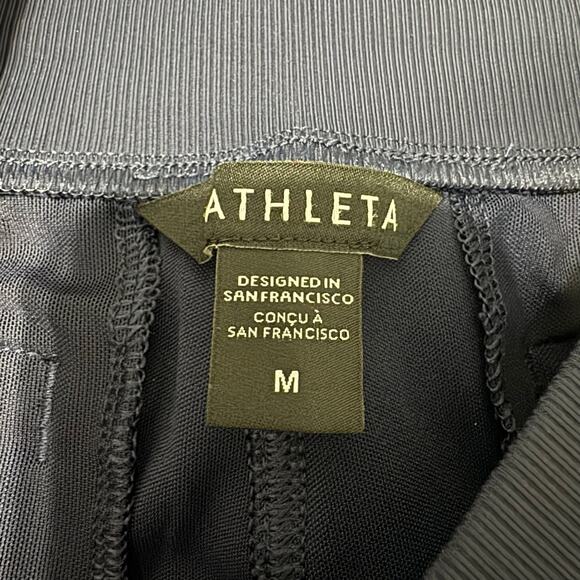 ATHLETA
DESIGNED IN
SAN FRANCISCO
CONÇU À
SAN FRANCISCO
M